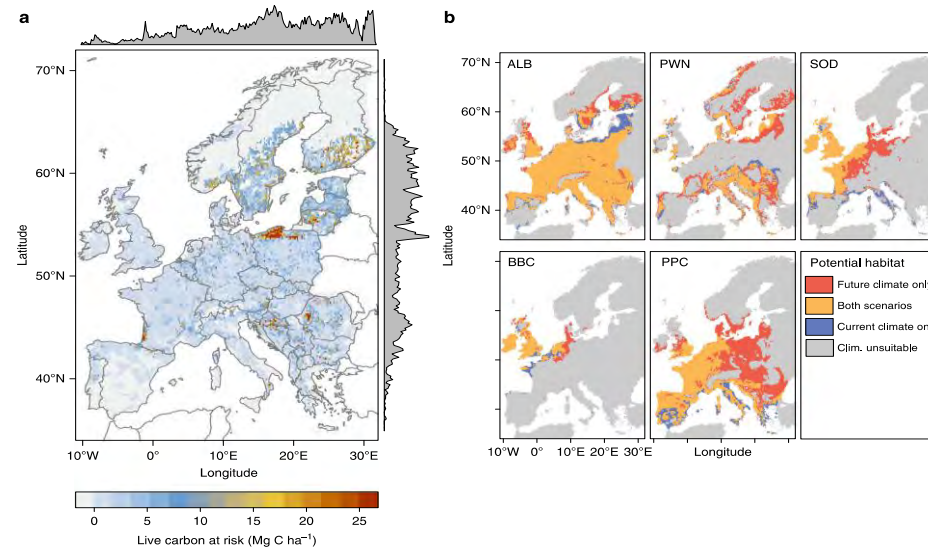 a
70°N
60°N
50°N
40°N
Latitude
10°W 0° 10°E 20°E 30°E
Longitude
0 5 10 15 20 25
Live carbon at risk (Mg C ha⁻¹)
b
ALB PWN SOD
70°N
60°N
50°N
40°N
Latitude
BBC PPC
Potential habitat
Future climate only
Both scenarios
Current climate on
Clim. unsuitable
10°W 0° 10°E 20°E 30°E
Longitude